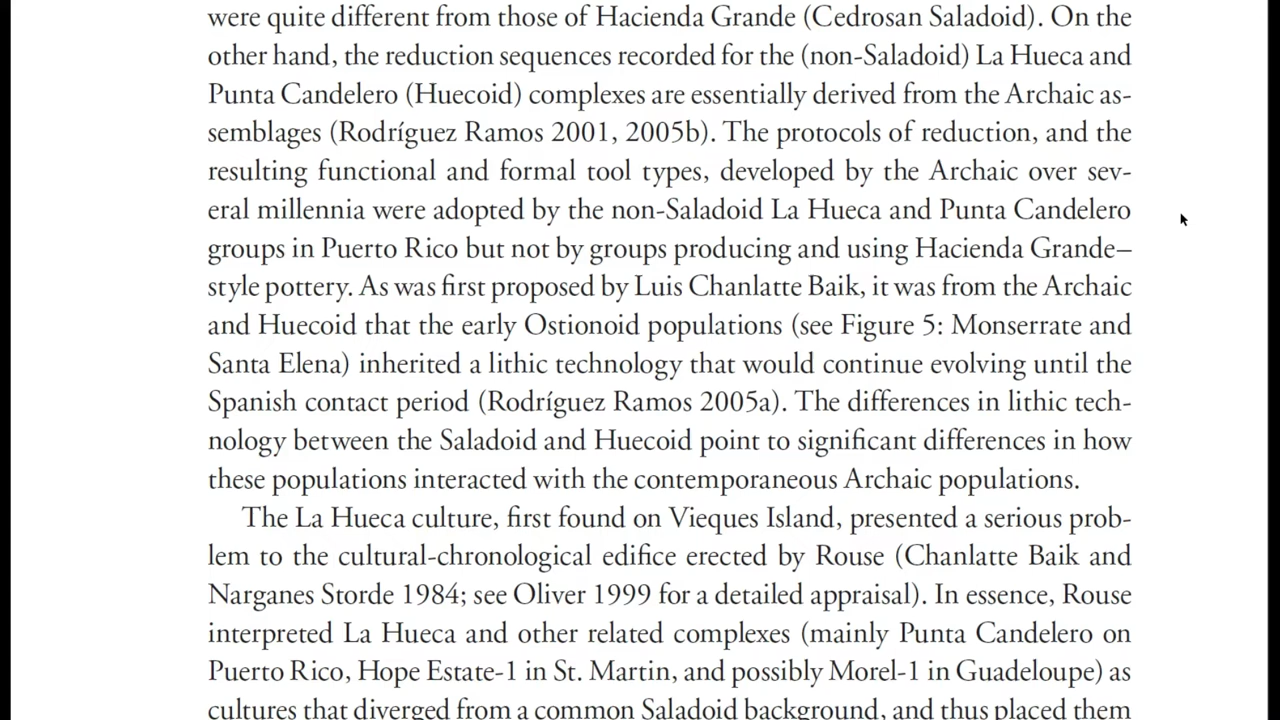 were quite different from those of Hacienda Grande (Cedrosan Saladoid). On the
other hand, the reduction sequences recorded for the (non-Saladoid) La Hueca and
Punta Candelero (Huecoid) complexes are essentially derived from the Archaic as-
semblages (Rodríguez Ramos 2001, 2005b). The protocols of reduction, and the
resulting functional and formal tool types, developed by the Archaic over sev-
eral millennia were adopted by the non-Saladoid La Hueca and Punta Candelero
groups in Puerto Rico but not by groups producing and using Hacienda Grande–
style pottery. As was first proposed by Luis Chanlatte Baik, it was from the Archaic
and Huecoid that the early Ostionoid populations (see Figure 5: Monserrate and
Santa Elena) inherited a lithic technology that would continue evolving until the
Spanish contact period (Rodríguez Ramos 2005a). The differences in lithic tech-
nology between the Saladoid and Huecoid point to significant differences in how
these populations interacted with the contemporaneous Archaic populations.
The La Hueca culture, first found on Vieques Island, presented a serious prob-
lem to the cultural-chronological edifice erected by Rouse (Chanlatte Baik and
Narganes Storde 1984; see Oliver 1999 for a detailed appraisal). In essence, Rouse
interpreted La Hueca and other related complexes (mainly Punta Candelero on
Puerto Rico, Hope Estate-1 in St. Martin, and possibly Morel-1 in Guadeloupe) as
cultures that diverged from a common Saladoid background, and thus placed them